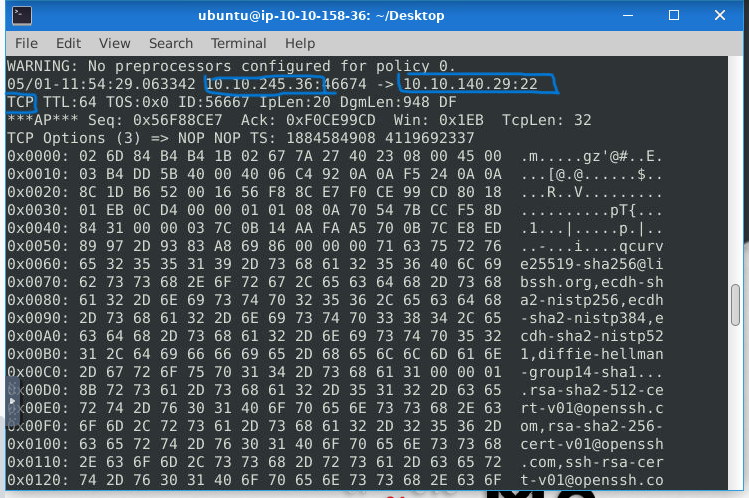 ubuntu@ip-10-10-158-36: ~/Desktop
File Edit View Search Terminal Help
WARNING: No preprocessors configured for policy 0.
05/01-11:54:29.063342 10.10.245.36:46674 -> 10.10.140.29:22
TCP TTL:64 TOS:0x0 ID:56667 IpLen:20 DgmLen:948 DF
***AP*** Seq: 0x56F88CE7 Ack: 0xF0CE99CD Win: 0x1EB TcpLen: 32
TCP Options (3) => NOP NOP TS: 1884584908 4119692337
0x0000: 02 6D 84 B4 B4 1B 02 67 7A 27 40 23 08 00 45 00 .m.....gz'@#..E.
0x0010: 03 B4 DD 5B 40 00 40 06 C4 92 0A 0A F5 24 0A 0A ...[@.@......$..
0x0020: 8C 1D B6 52 00 16 56 F8 8C E7 F0 CE 99 CD 80 18 ...R..V.........
0x0030: 01 EB 0C D4 00 00 01 01 08 0A 70 54 7B CC F5 8D ..........pT{...
0x0040: 84 31 00 00 03 7C 0B 14 AA FA A5 70 0B 7C E8 ED .1...|.....p.|..
0x0050: 89 97 2D 93 83 A8 69 86 00 00 00 71 63 75 72 76 ..-...i....qcurv
0x0060: 65 32 35 35 31 39 2D 73 68 61 32 35 36 40 6C 69 e25519-sha256@li
0x0070: 62 73 73 68 2E 6F 72 67 2C 65 63 64 68 2D 73 68 bssh.org,ecdh-sh
0x0080: 61 32 2D 6E 69 73 74 70 32 35 36 2C 65 63 64 68 a2-nistp256,ecdh
0x0090: 2D 73 68 61 32 2D 6E 69 73 74 70 33 38 34 2C 65 -sha2-nistp384,e
0x00A0: 63 64 68 2D 73 68 61 32 2D 6E 69 73 74 70 35 32 cdh-sha2-nistp52
0x00B0: 31 2C 64 69 66 66 69 65 2D 68 65 6C 6C 6D 61 6E 1,diffie-hellman
0x00C0: 2D 67 72 6F 75 70 31 34 2D 73 68 61 31 00 00 01 -group14-sha1...
0x00D0: 8B 72 73 61 2D 73 68 61 32 2D 35 31 32 2D 63 65 .rsa-sha2-512-ce
0x00E0: 72 74 2D 76 30 31 40 6F 70 65 6E 73 73 68 2E 63 rt-v01@openssh.c
0x00F0: 6F 6D 2C 72 73 61 2D 73 68 61 32 2D 32 35 36 2D om,rsa-sha2-256-
0x0100: 63 65 72 74 2D 76 30 31 40 6F 70 65 6E 73 73 68 cert-v01@openssh
0x0110: 2E 63 6F 6D 2C 73 73 68 2D 72 73 61 2D 63 65 72 .com,ssh-rsa-cer
0x0120: 74 2D 76 30 31 40 6F 70 65 6E 73 73 68 2E 63 6F t-v01@openssh.co